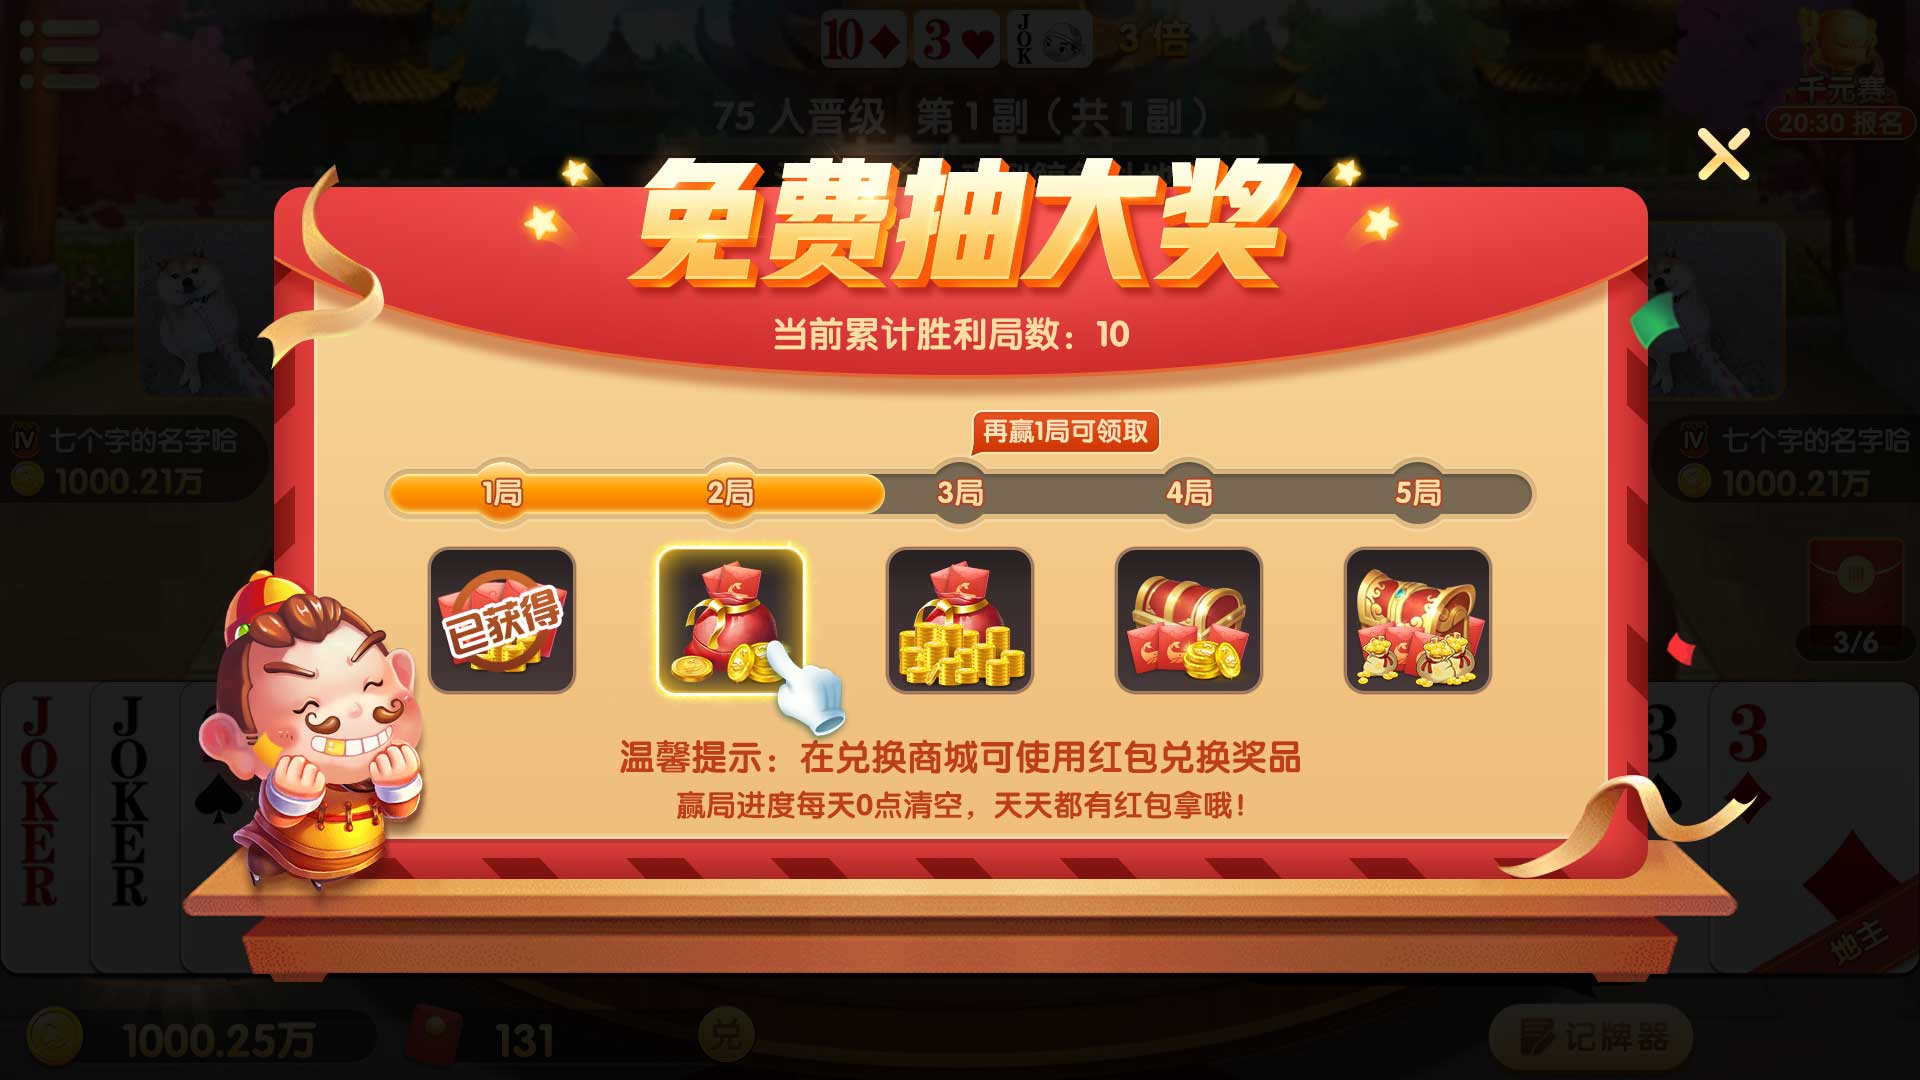 10 3 JOK 3 倍
千元赛
20:30 报名
75 人晋级 第1副（共1副）
免费抽大奖
当前累计胜利局数：10
再赢1局可领取
1局 2局 3局 4局 5局
IV 七个字的名字哈
1000.21万
IV 七个字的名字哈
1000.21万
已获得
3/6
温馨提示：在兑换商城可使用红包兑换奖品
赢局进度每天0点清空，天天都有红包拿哦！
JOKER
JOKER
3
3
地主
1000.25万
131
兑
记牌器